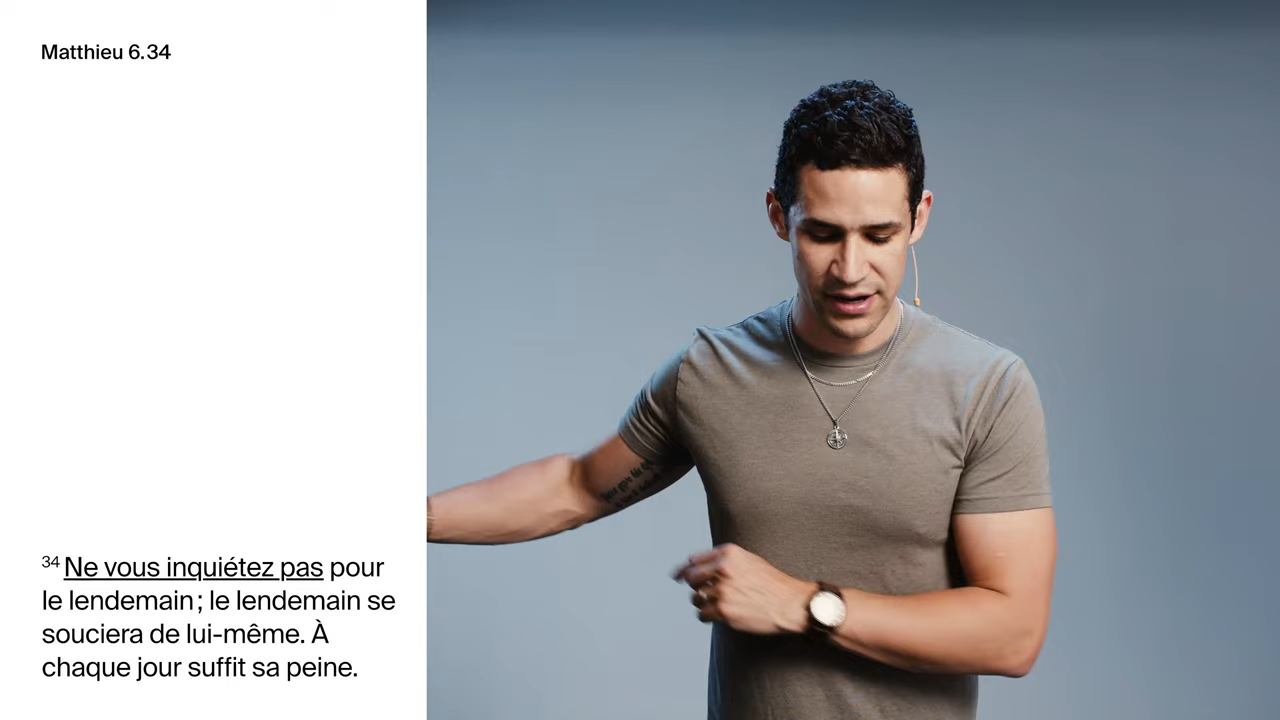 Matthieu 6.34
34 Ne vous inquiétez pas pour
le lendemain ; le lendemain se
souciera de lui-même. À
chaque jour suffit sa peine.